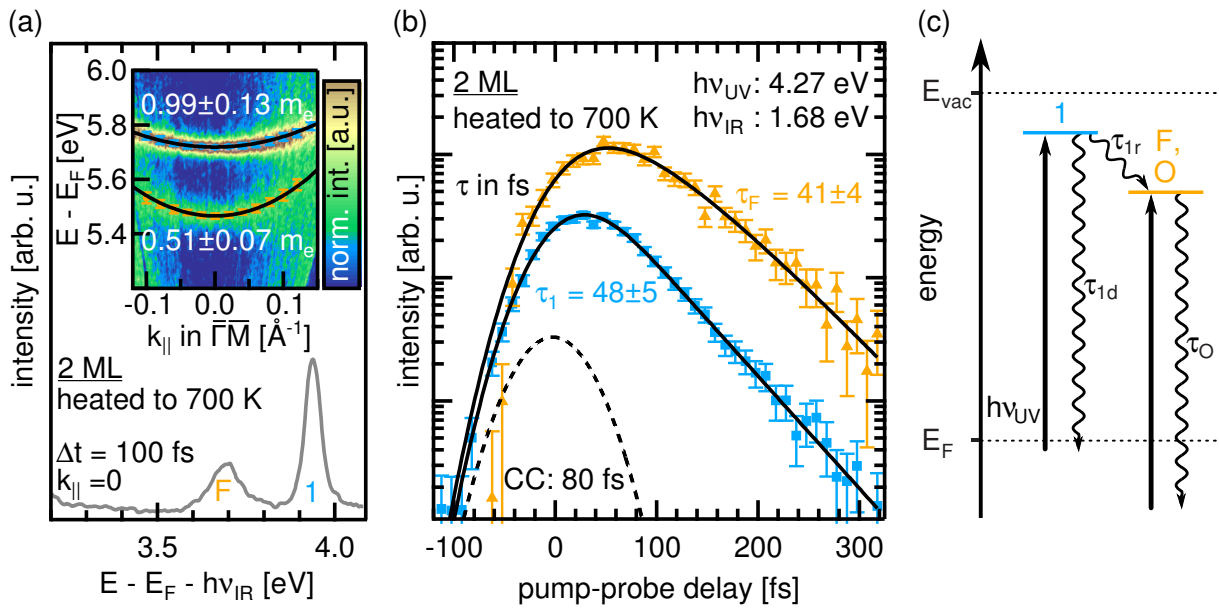 (a)
6.0
5.8
5.6
5.4
E - E_F [eV]
0.99±0.13 m_e
0.51±0.07 m_e
norm. int. [a.u.]
-0.1 0.0 0.1
k_|| in Γ̅M̅ [Å⁻¹]
2 ML
heated to 700 K
Δt = 100 fs
k_|| =0
F
1
intensity [arb. u.]
3.5 4.0
E - E_F - hν_IR [eV]
(b)
2 ML
heated to 700 K
hν_UV : 4.27 eV
hν_IR : 1.68 eV
τ in fs
τ_F = 41±4
τ_1 = 48±5
CC: 80 fs
intensity [arb. u.]
-100 0 100 200 300
pump-probe delay [fs]
(c)
energy
E_vac
E_F
1
τ_1r
F,
O
τ_1d
τ_O
hν_UV